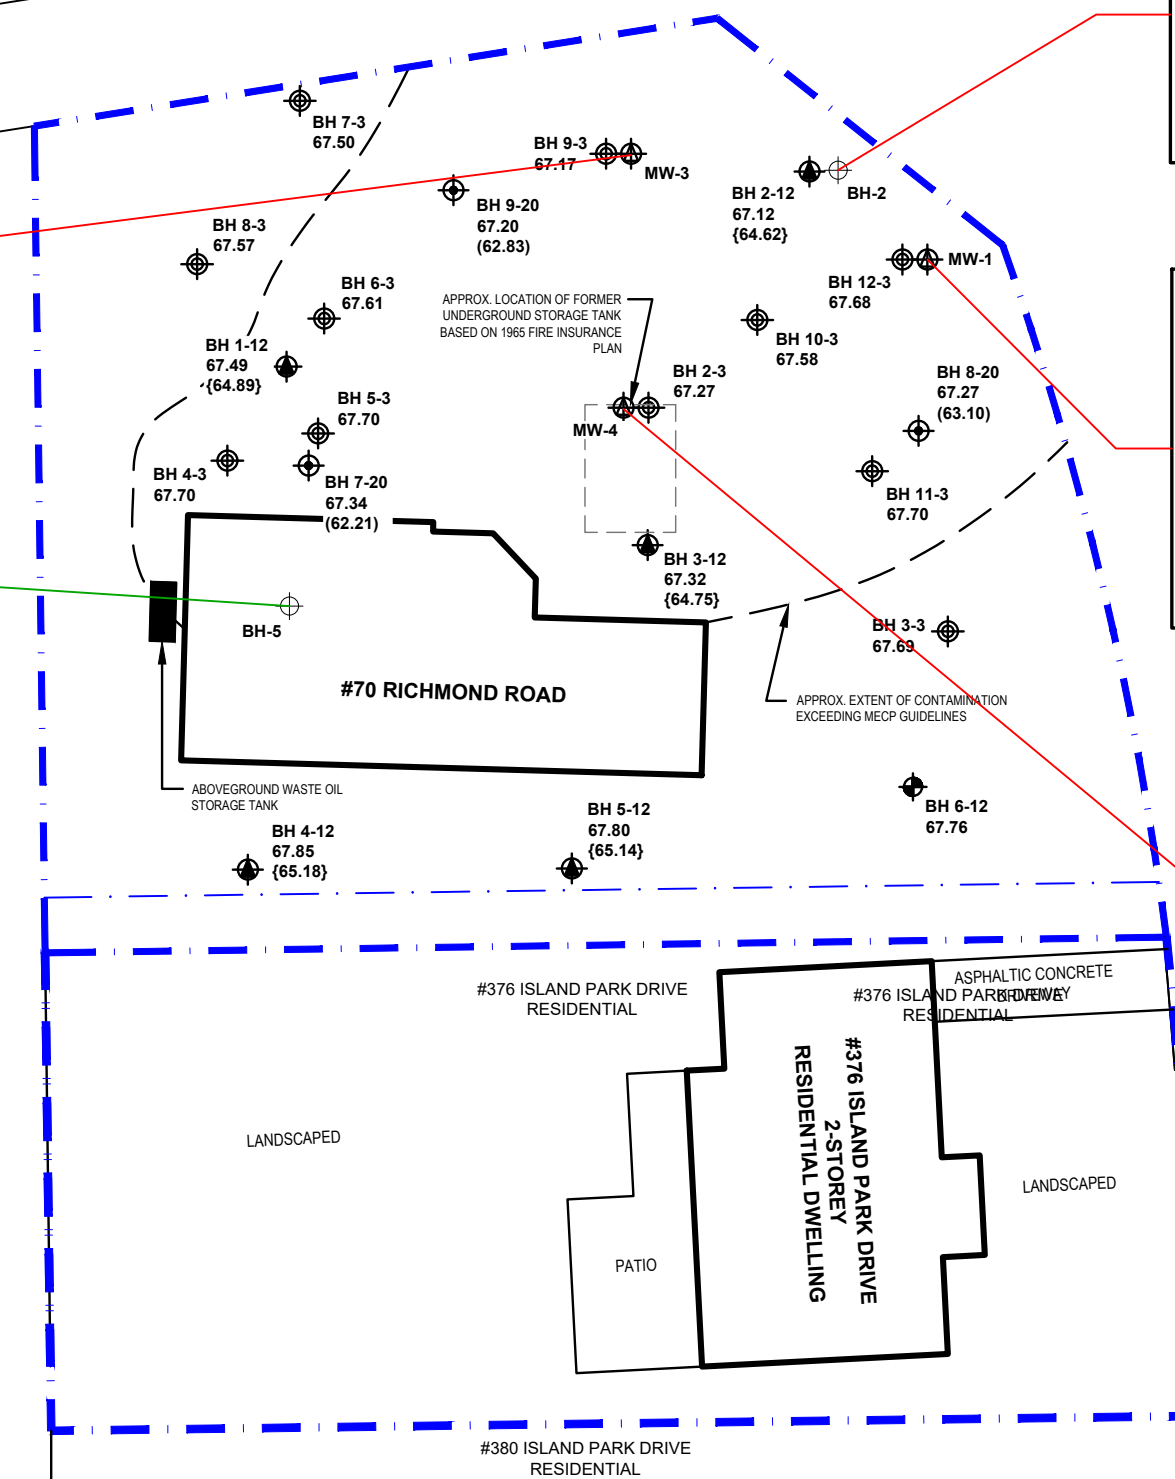 BH 7-3
67.50
BH 9-3
67.17
MW-3
BH 2-12
67.12
{64.62}
BH-2
BH 9-20
67.20
(62.83)
BH 8-3
67.57
MW-1
BH 12-3
67.68
BH 6-3
67.61
APPROX. LOCATION OF FORMER
UNDERGROUND STORAGE TANK
BASED ON 1965 FIRE INSURANCE
PLAN
BH 10-3
67.58
BH 1-12
67.49
{64.89}
BH 2-3
67.27
BH 8-20
67.27
(63.10)
BH 5-3
67.70
MW-4
BH 4-3
67.70
BH 7-20
67.34
(62.21)
BH 11-3
67.70
BH 3-12
67.32
{64.75}
BH-5
BH 3-3
67.69
#70 RICHMOND ROAD
APPROX. EXTENT OF CONTAMINATION
EXCEEDING MECP GUIDELINES
ABOVEGROUND WASTE OIL
STORAGE TANK
BH 4-12
67.85
{65.18}
BH 5-12
67.80
{65.14}
BH 6-12
67.76
#376 ISLAND PARK DRIVE
RESIDENTIAL
ASPHALTIC CONCRETE
DRIVEWAY
#376 ISLAND PARK DRIVE
RESIDENTIAL
#376 ISLAND PARK DRIVE
2-STOREY
RESIDENTIAL DWELLING
LANDSCAPED
LANDSCAPED
PATIO
#380 ISLAND PARK DRIVE
RESIDENTIAL